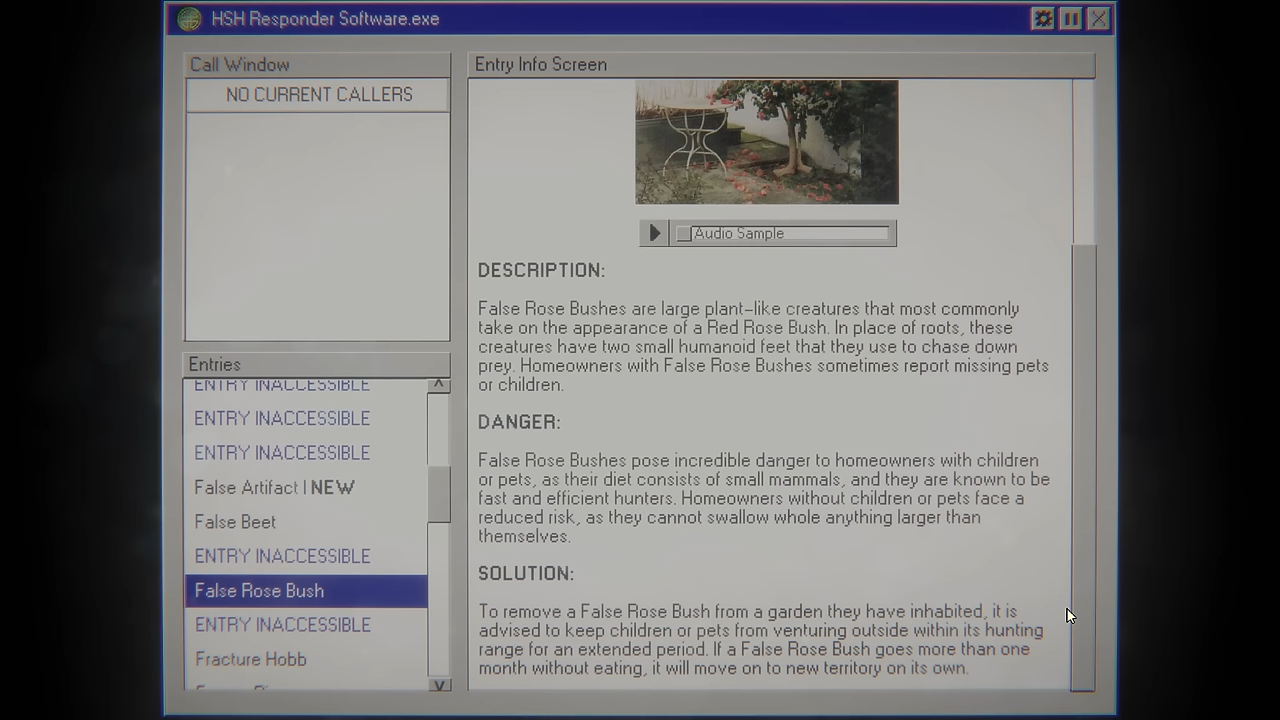 HSH Responder Software.exe
Call Window
NO CURRENT CALLERS
Entries
ENTRY INACCESSIBLE
ENTRY INACCESSIBLE
ENTRY INACCESSIBLE
False Artifact | NEW
False Beet
ENTRY INACCESSIBLE
False Rose Bush
ENTRY INACCESSIBLE
Fracture Hobb
Entry Info Screen
Audio Sample
DESCRIPTION:
False Rose Bushes are large plant-like creatures that most commonly
take on the appearance of a Red Rose Bush. In place of roots, these
creatures have two small humanoid feet that they use to chase down
prey. Homeowners with False Rose Bushes sometimes report missing pets
or children.
DANGER:
False Rose Bushes pose incredible danger to homeowners with children
or pets, as their diet consists of small mammals, and they are known to be
fast and efficient hunters. Homeowners without children or pets face a
reduced risk, as they cannot swallow whole anything larger than
themselves.
SOLUTION:
To remove a False Rose Bush from a garden they have inhabited, it is
advised to keep children or pets from venturing outside within its hunting
range for an extended period. If a False Rose Bush goes more than one
month without eating, it will move on to new territory on its own.